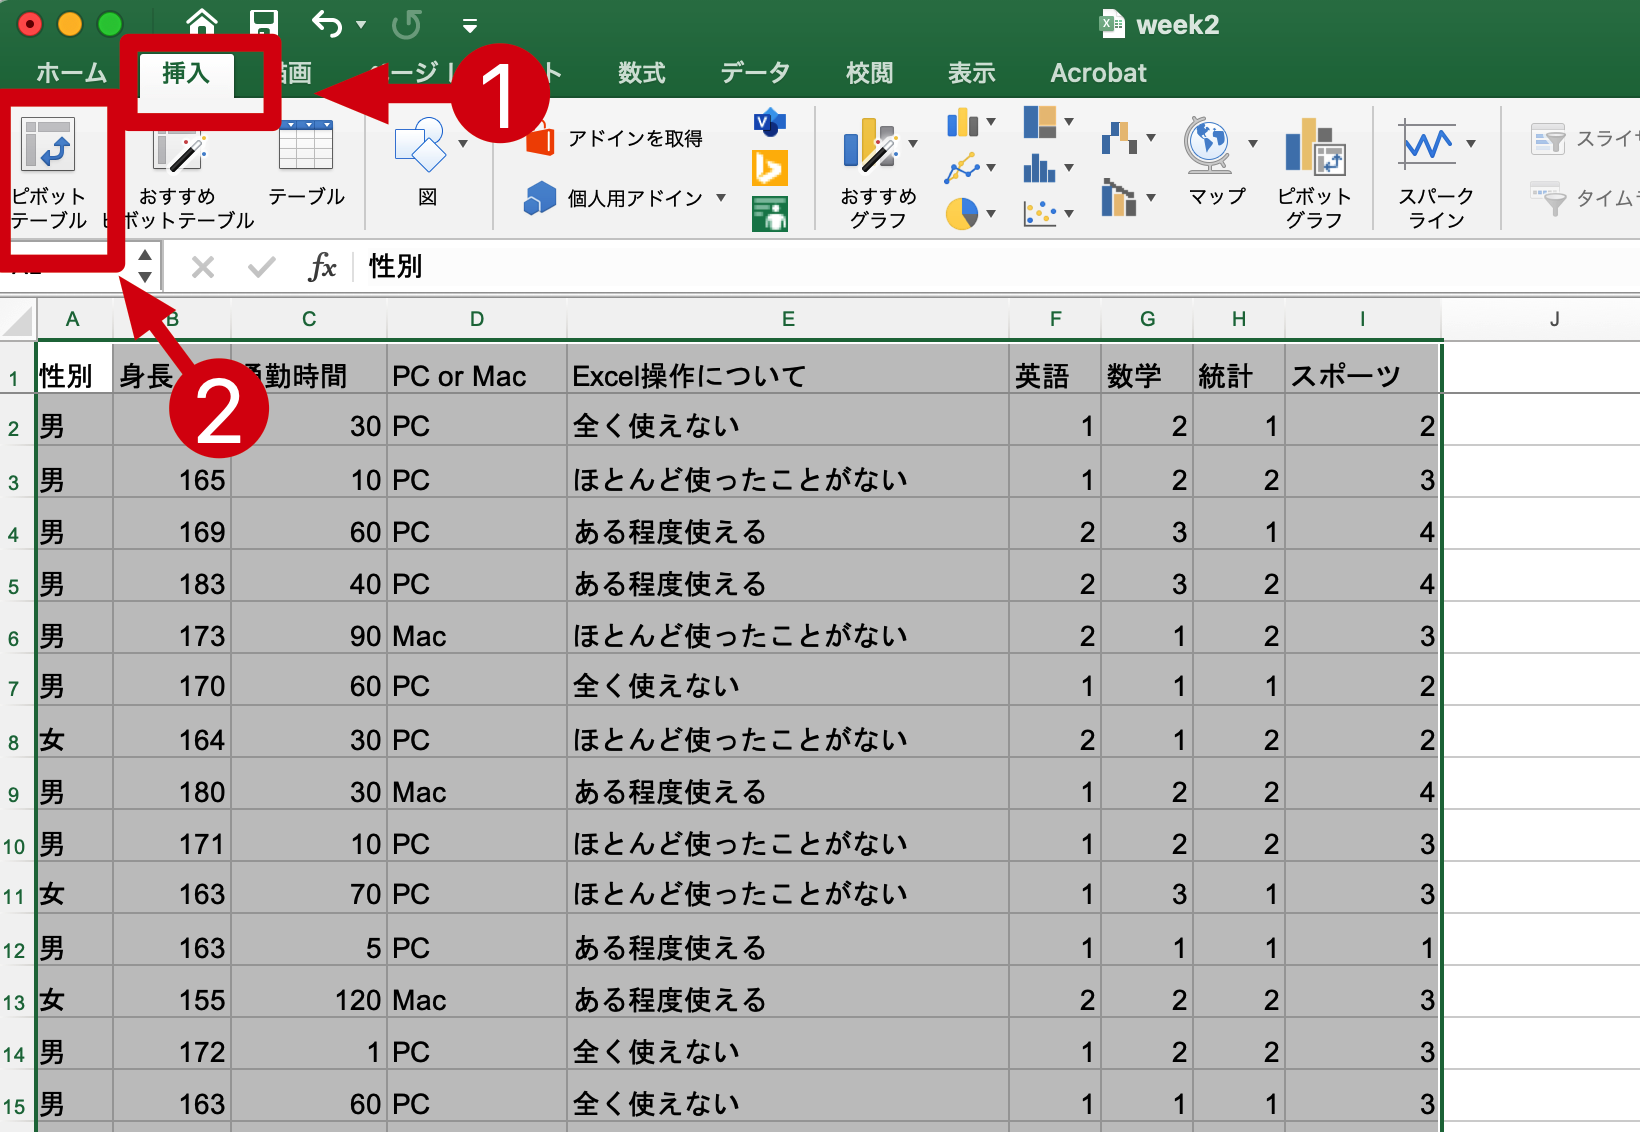 week2
ホーム 挿入 画 ページ ト 数式 データ 校閲 表示 Acrobat
1
ピボット
テーブル
おすすめ
ピボットテーブル
テーブル
図
アドインを取得
個人用アドイン
おすすめ
グラフ
マップ
ピボット
グラフ
スパーク
ライン
スライ
タイム
fx 性別
A B C D E F G H I J
2
1 性別 身長 通勤時間 PC or Mac Excel操作について 英語 数学 統計 スポーツ
2 男 30 PC 全く使えない 1 2 1 2
3 男 165 10 PC ほとんど使ったことがない 1 2 2 3
4 男 169 60 PC ある程度使える 2 3 1 4
5 男 183 40 PC ある程度使える 2 3 2 4
6 男 173 90 Mac ほとんど使ったことがない 2 1 2 3
7 男 170 60 PC 全く使えない 1 1 1 2
8 女 164 30 PC ほとんど使ったことがない 2 1 2 2
9 男 180 30 Mac ある程度使える 1 2 2 4
10 男 171 10 PC ほとんど使ったことがない 1 2 2 3
11 女 163 70 PC ほとんど使ったことがない 1 3 1 3
12 男 163 5 PC ある程度使える 1 1 1 1
13 女 155 120 Mac ある程度使える 2 2 2 3
14 男 172 1 PC 全く使えない 1 2 2 3
15 男 163 60 PC 全く使えない 1 1 1 3